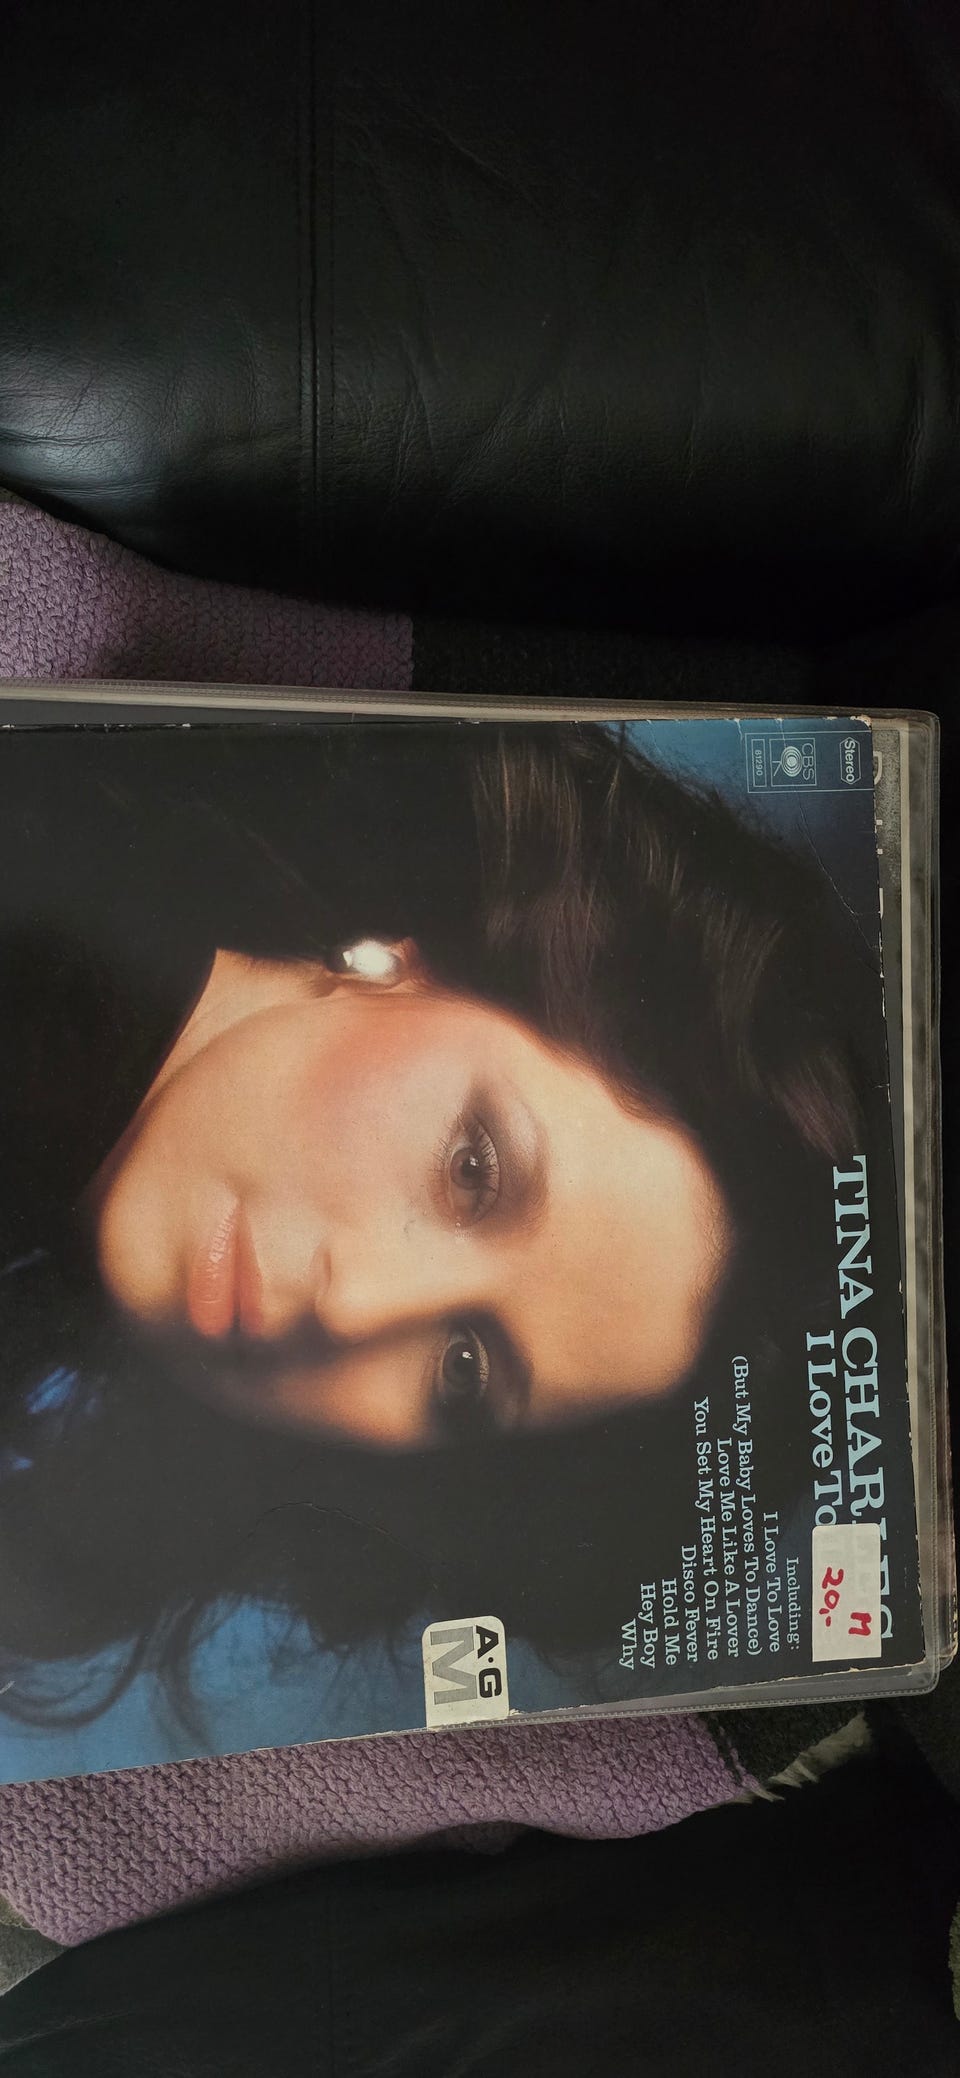 Stereo
CBS
81290
TINA CHARLES
I Love To
M
20,-
Including:
I Love To Love
(But My Baby Loves To Dance)
Love Me Like A Lover
You Set My Heart On Fire
Disco Fever
Hold Me
Hey Boy
Why
A·G
M